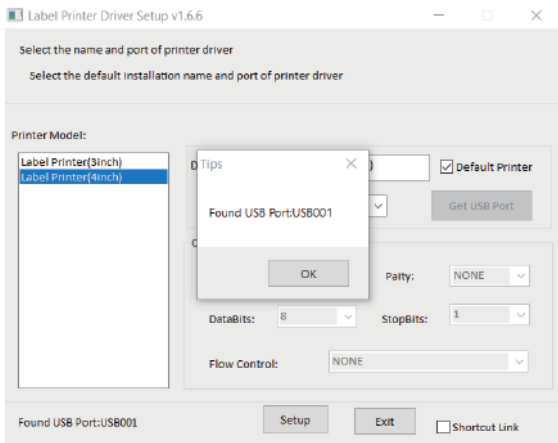 Label Printer Driver Setup v1.6.6
Select the name and port of printer driver
Select the default installation name and port of printer driver
Printer Model:
Label Printer(3inch)
Label Printer(4inch)
D
)
Default Printer
Get USB Port
Tips
Found USB Port:USB001
OK
Paity:
NONE
DataBits:
8
StopBits:
1
Flow Control:
NONE
Found USB Port:USB001
Setup
Exit
Shortcut Link